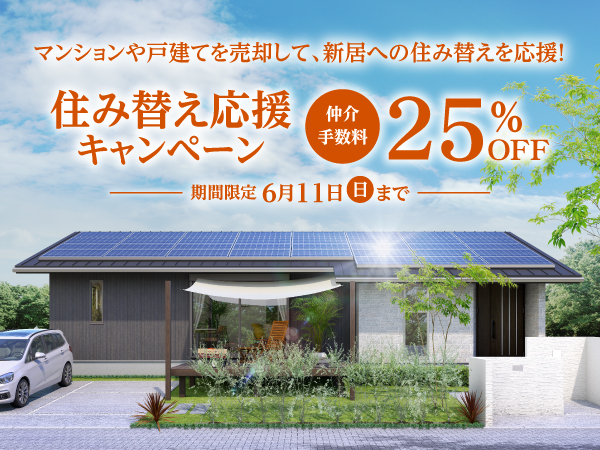 マンションや戸建てを売却して、新居への住み替えを応援!
住み替え応援
キャンペーン
仲介
手数料
25%
OFF
期間限定 6月11日日まで